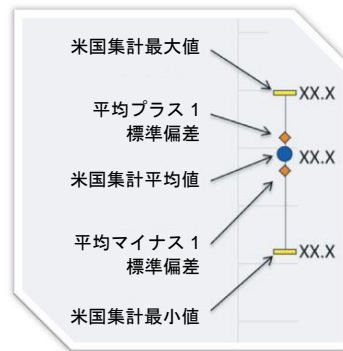 米国集計最大値
XX.X
平均プラス 1
標準偏差
XX.X
米国集計平均値
平均マイナス 1
標準偏差
XX.X
米国集計最小値